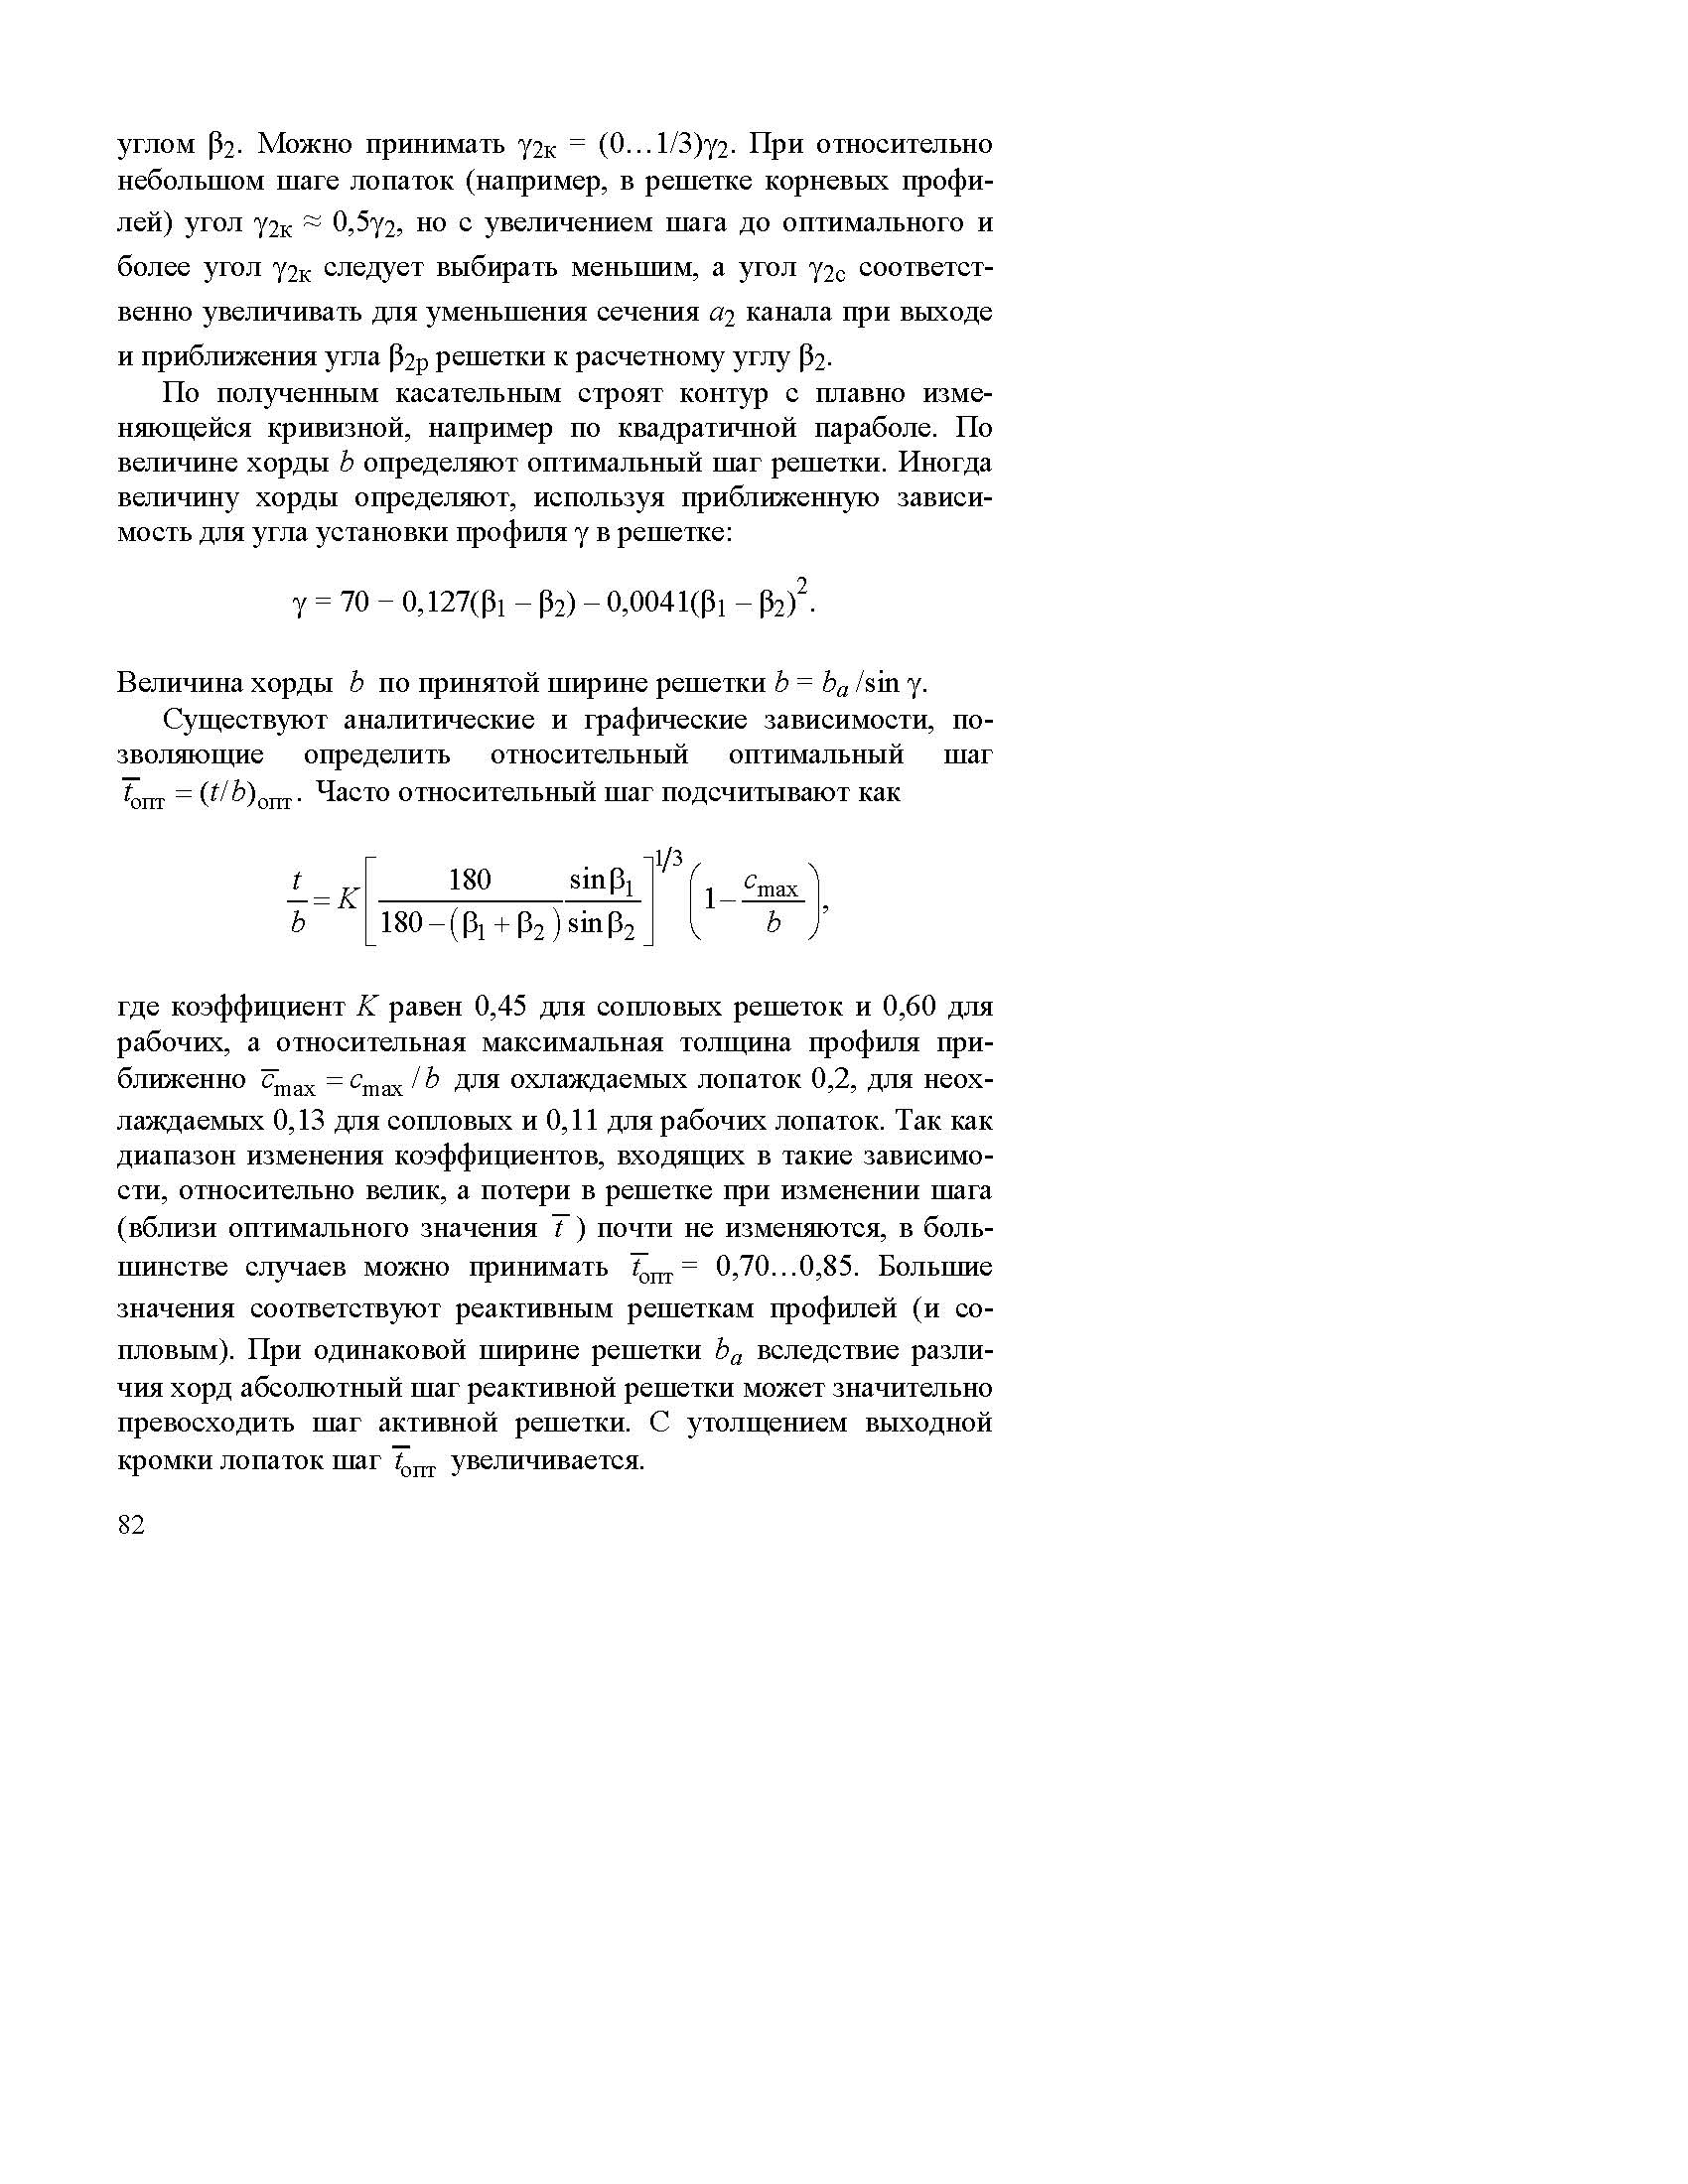 углом β₂. Можно принимать γ₂к = (0…1/3)γ₂. При относительно
небольшом шаге лопаток (например, в решетке корневых профи-
лей) угол γ₂к ≈ 0,5γ₂, но с увеличением шага до оптимального и
более угол γ₂к следует выбирать меньшим, а угол γ₂с соответст-
венно увеличивать для уменьшения сечения a₂ канала при выходе
и приближения угла β₂р решетки к расчетному углу β₂.
По полученным касательным строят контур с плавно изме-
няющейся кривизной, например по квадратичной параболе. По
величине хорды b определяют оптимальный шаг решетки. Иногда
величину хорды определяют, используя приближенную зависи-
мость для угла установки профиля γ в решетке:
γ = 70 − 0,127(β₁ – β₂) – 0,0041(β₁ – β₂)².
Величина хорды b по принятой ширине решетки b = bₐ /sin γ.
Существуют аналитические и графические зависимости, по-
зволяющие определить относительный оптимальный шаг
t̅опт = (t/b)опт. Часто относительный шаг подсчитывают как
t/b = K[180/(180 – (β₁ + β₂)) sinβ₁/sinβ₂]^1/3 (1 – cmax/b),
где коэффициент K равен 0,45 для сопловых решеток и 0,60 для
рабочих, а относительная максимальная толщина профиля при-
ближенно c̅max = cmax / b для охлаждаемых лопаток 0,2, для неох-
лаждаемых 0,13 для сопловых и 0,11 для рабочих лопаток. Так как
диапазон изменения коэффициентов, входящих в такие зависимо-
сти, относительно велик, а потери в решетке при изменении шага
(вблизи оптимального значения t̅ ) почти не изменяются, в боль-
шинстве случаев можно принимать t̅опт = 0,70…0,85. Большие
значения соответствуют реактивным решеткам профилей (и со-
пловым). При одинаковой ширине решетки bₐ вследствие разли-
чия хорд абсолютный шаг реактивной решетки может значительно
превосходить шаг активной решетки. С утолщением выходной
кромки лопаток шаг t̅опт увеличивается.
82